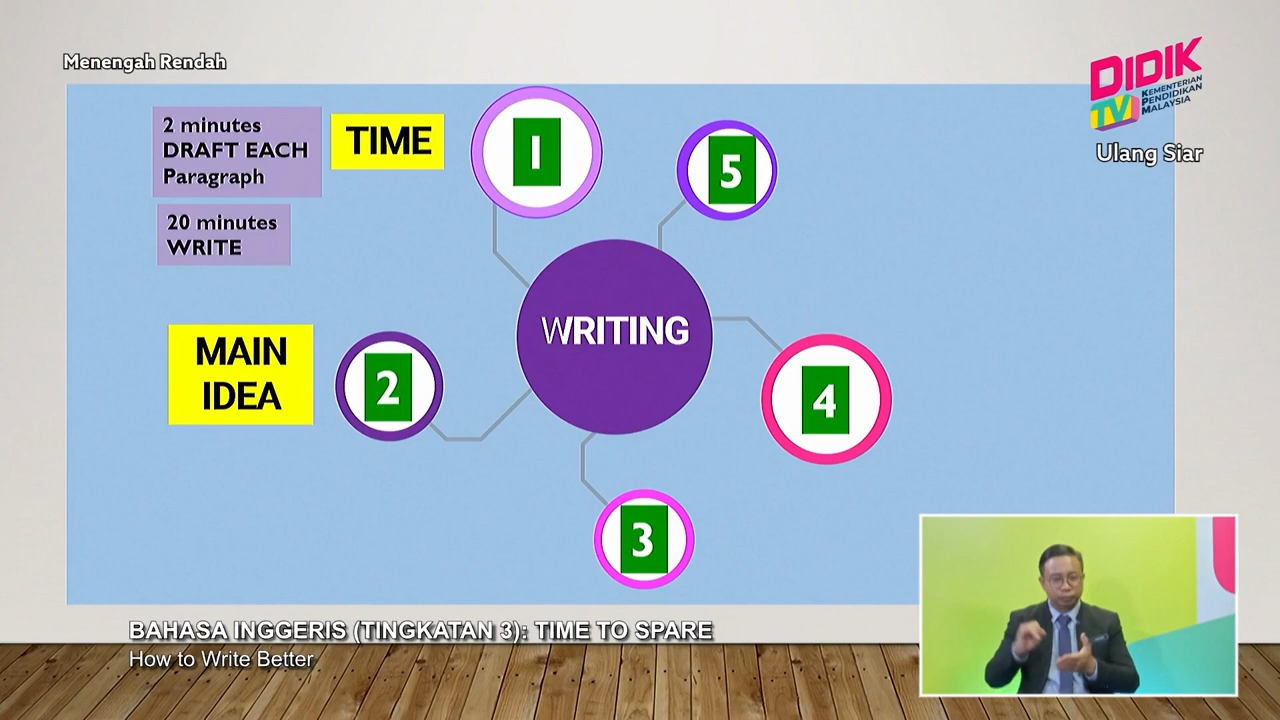 Menengah Rendah
DIDIK
TV
KEMENTERIAN
PENDIDIKAN
MALAYSIA
Ulang Siar
2 minutes
DRAFT EACH
Paragraph
TIME
1
5
20 minutes
WRITE
WRITING
MAIN
IDEA
2
4
3
BAHASA INGGERIS (TINGKATAN 3): TIME TO SPARE
How to Write Better